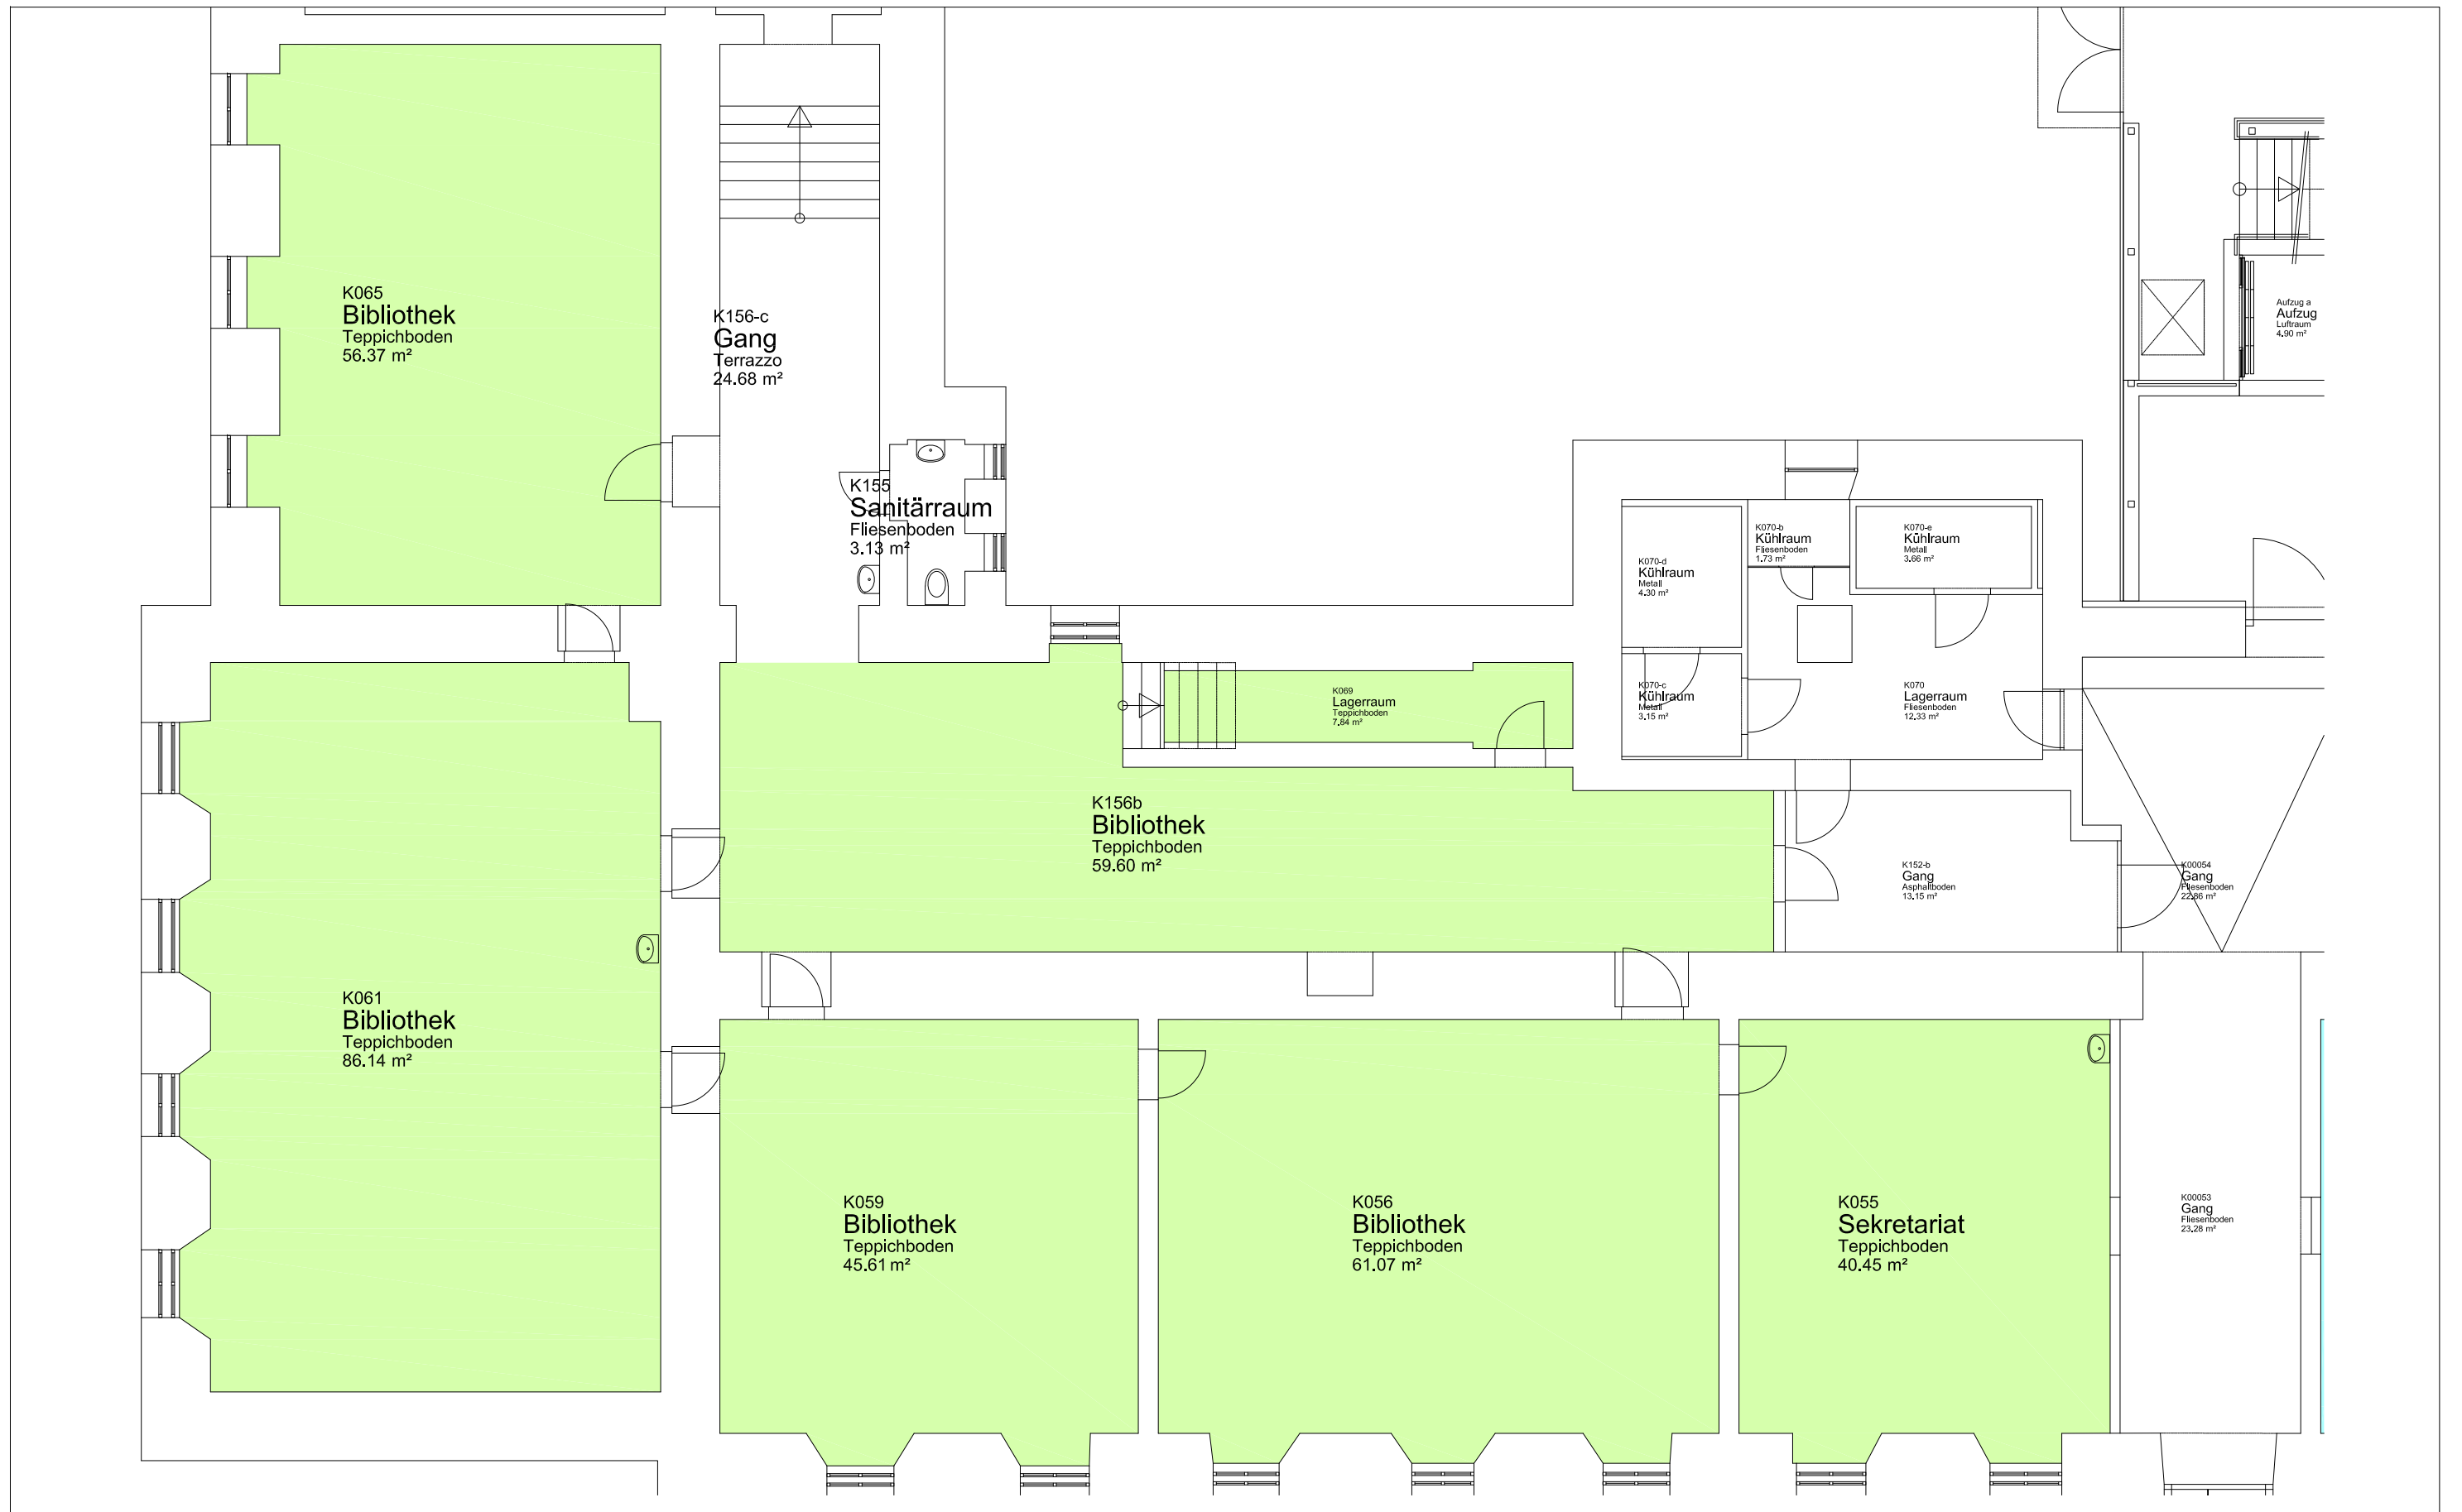 K065
Bibliothek
Teppichboden
56.37 m²
K156-c
Gang
Terrazzo
24.68 m²
Aufzug a
Aufzug
Luftraum
4.90 m²
K155
Sanitärraum
Fliesenboden
3.13 m²
K070-b
Kühlraum
Fliesenboden
1.73 m²
K070-e
Kühlraum
Metall
3.66 m²
K070-d
Kühlraum
Metall
4.30 m²
K069
Lagerraum
Teppichboden
7.84 m²
K070-c
Kühlraum
Metall
3.15 m²
K070
Lagerraum
Fliesenboden
12.33 m²
K156b
Bibliothek
Teppichboden
59.60 m²
K152-b
Gang
Asphaltboden
13.15 m²
K00054
Gang
Fliesenboden
22.86 m²
K061
Bibliothek
Teppichboden
86.14 m²
K059
Bibliothek
Teppichboden
45.61 m²
K056
Bibliothek
Teppichboden
61.07 m²
K055
Sekretariat
Teppichboden
40.45 m²
K00053
Gang
Fliesenboden
23.28 m²